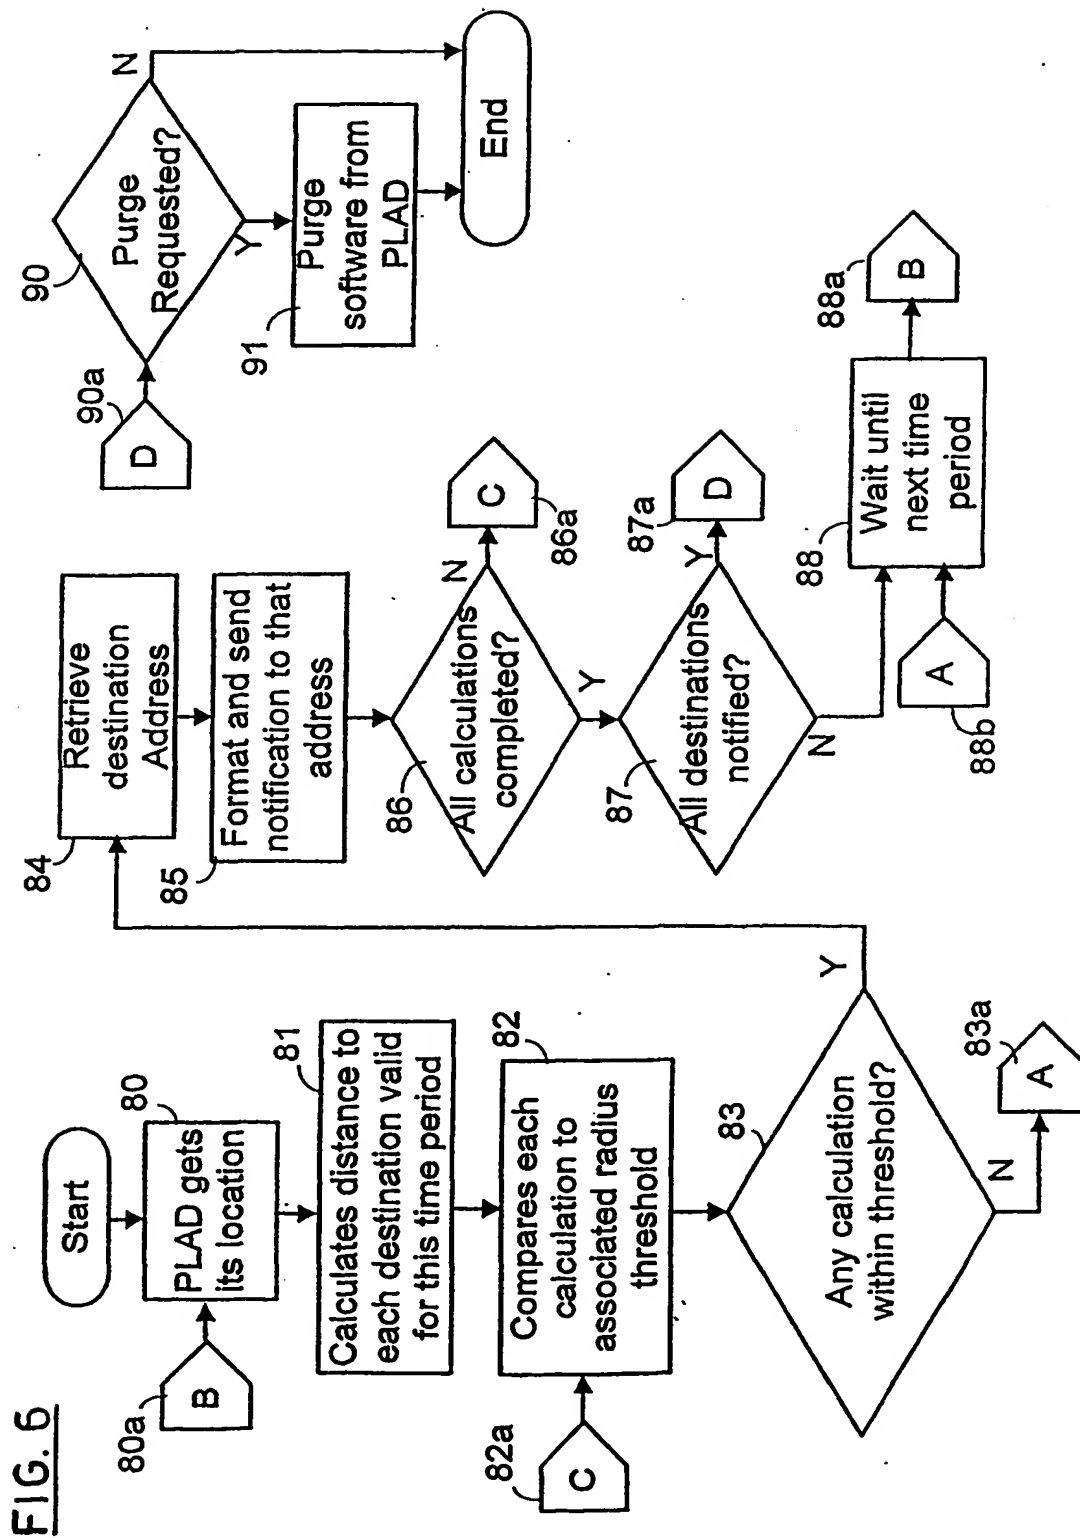 FIG. 6
Start
80
PLAD gets
its location
80a
B
81
Calculates distance to
each destination valid
for this time period
82
Compares each
calculation to
associated radius
threshold
82a
C
83
Any calculation
within threshold?
Y
N
83a
A
84
Retrieve
destination
Address
85
Format and send
notification to that
address
86
All calculations
completed?
N
C
86a
Y
87
All destinations
notified?
Y
D
87a
N
88
Wait until
next time
period
A
88b
88a
B
D
90a
90
Purge
Requested?
N
Y
91
Purge
software from
PLAD
End